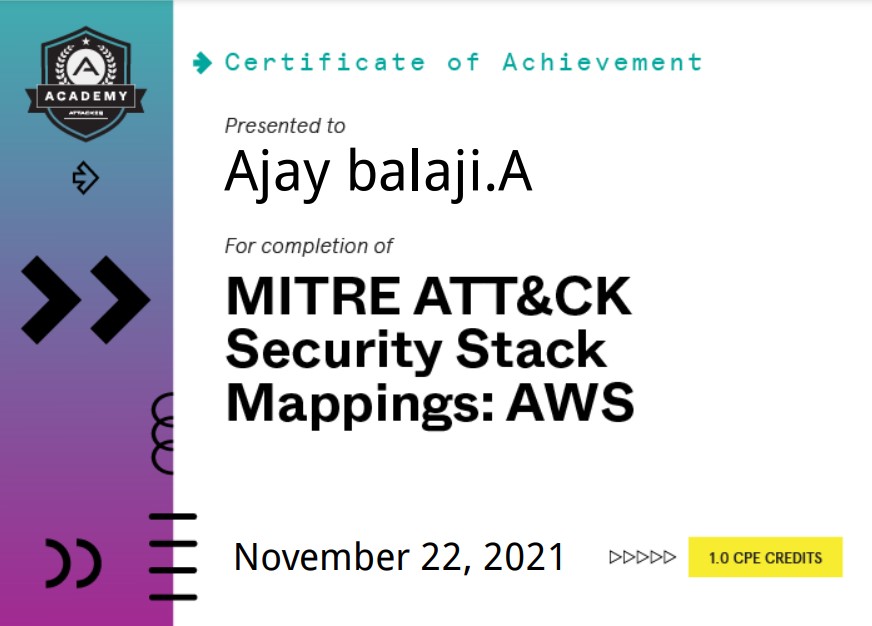 ACADEMY
ATTACKIQ
Certificate of Achievement
Presented to
Ajay balaji.A
For completion of
MITRE ATT&CK
Security Stack
Mappings: AWS
November 22, 2021
1.0 CPE CREDITS